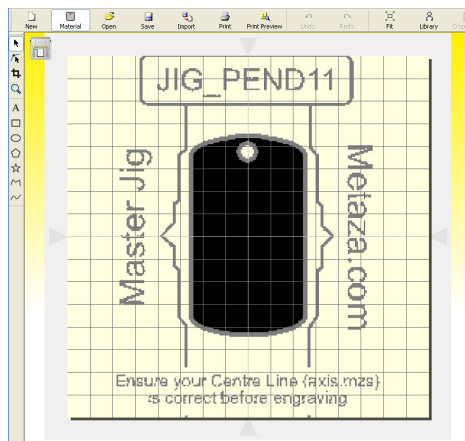 New Material Open Save Import Print Print Preview Undo Redo Fit Library
JIG_PEND11
Master Jig
Metaza.com
Ensure your Centre Line (axis.mzs)
is correct before engraving